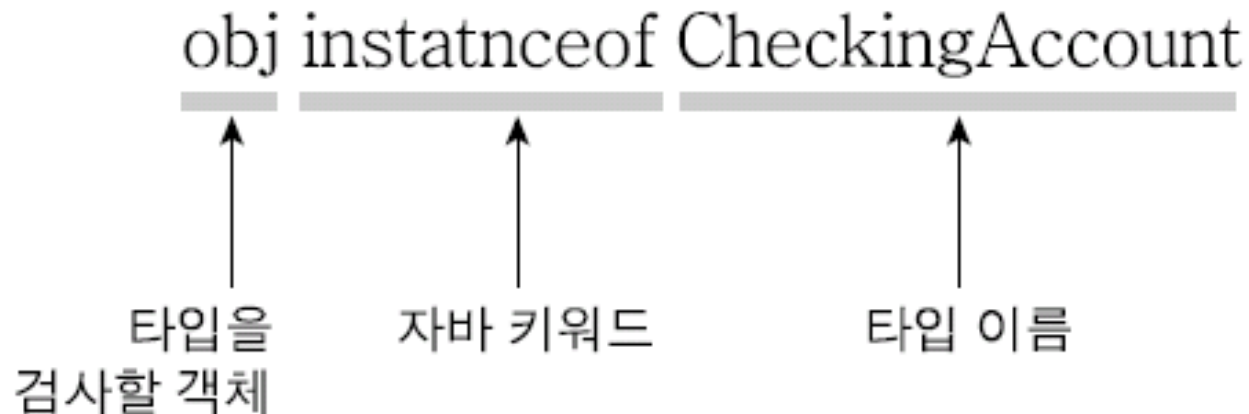 obj instatnceof CheckingAccount
타입을
검사할 객체
자바 키워드
타입 이름